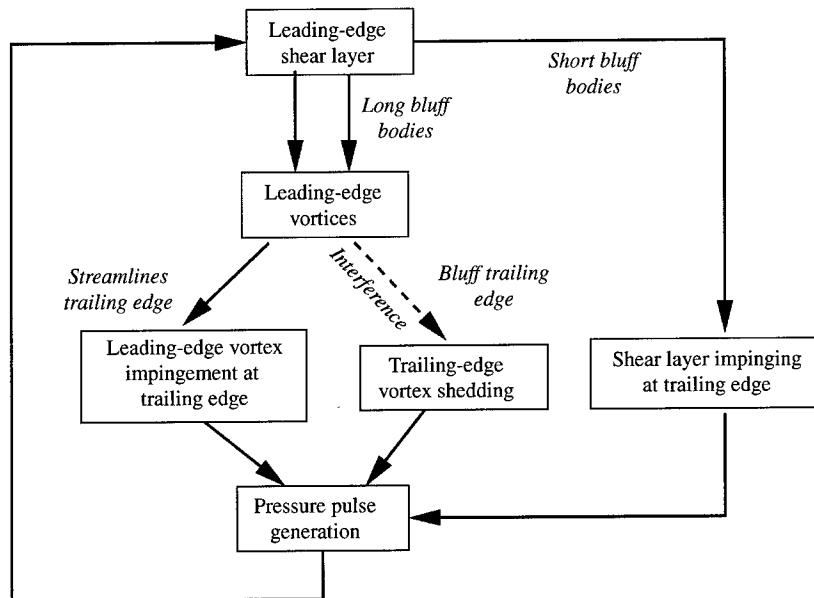 Leading-edge
shear layer
Short bluff
bodies
Long bluff
bodies
Leading-edge
vortices
Streamlines
trailing edge
Interference
Bluff trailing
edge
Leading-edge vortex
impingement at
trailing edge
Trailing-edge
vortex shedding
Shear layer impinging
at trailing edge
Pressure pulse
generation